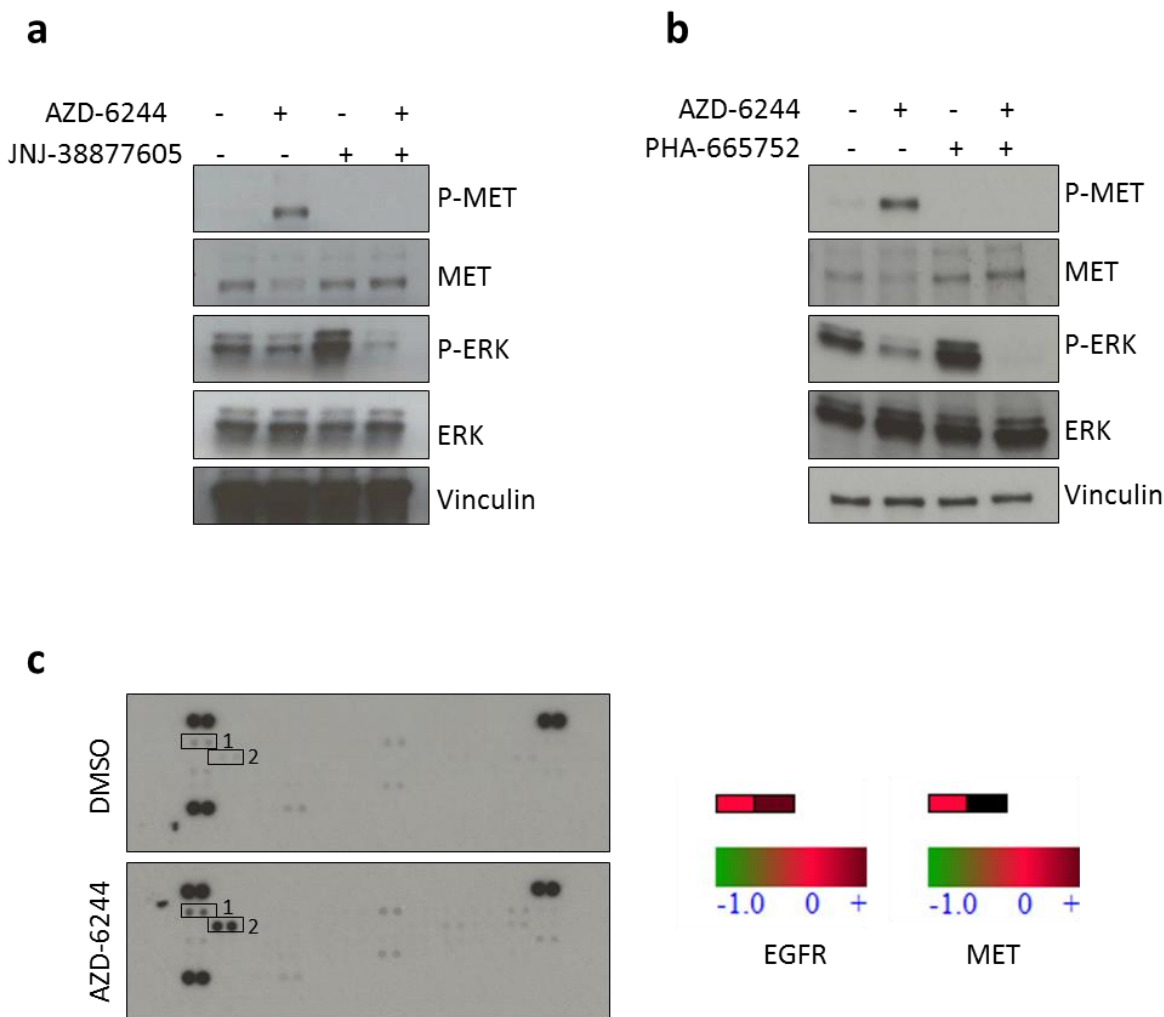 a
AZD-6244 - + - +
JNJ-38877605 - - + +
P-MET
MET
P-ERK
ERK
Vinculin
b
AZD-6244 - + - +
PHA-665752 - - + +
P-MET
MET
P-ERK
ERK
Vinculin
c
DMSO
1
2
AZD-6244
1
2
-1.0 0 +
EGFR
-1.0 0 +
MET